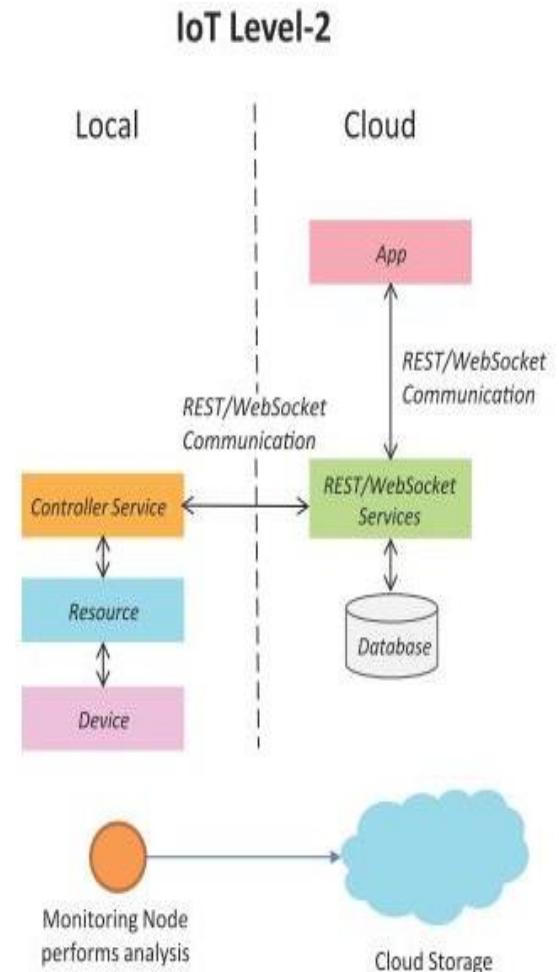 IoT Level-2
Local
Cloud
App
REST/WebSocket
Communication
REST/WebSocket
Communication
Controller Service
REST/WebSocket
Services
Resource
Database
Device
Monitoring Node
performs analysis
Cloud Storage